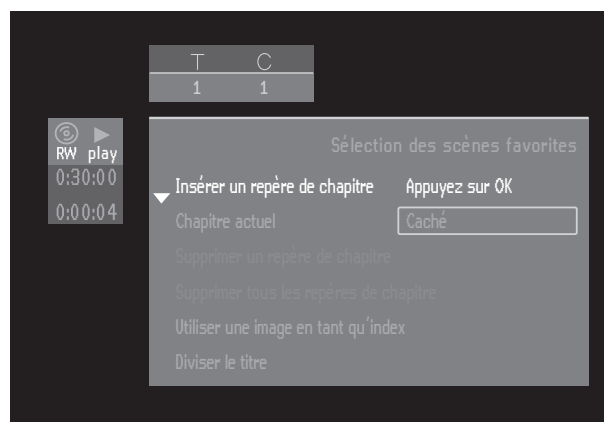 T C
1 1
RW play
0:30:00
0:00:04
Sélection des scènes favorites
Insérer un repère de chapitre Appuyez sur OK
Chapitre actuel Caché
Supprimer un repère de chapitre
Supprimer tous les repères de chapitre
Utiliser une image en tant qu'index
Diviser le titre